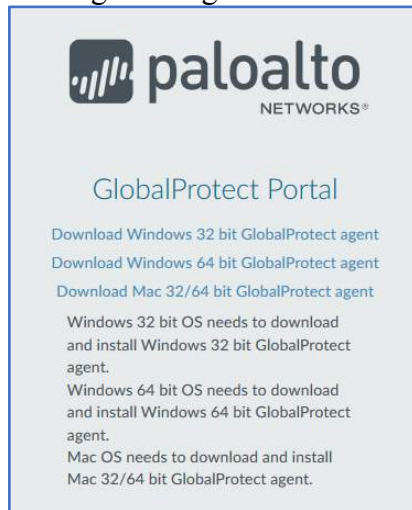 paloalto
NETWORKS®
GlobalProtect Portal
Download Windows 32 bit GlobalProtect agent
Download Windows 64 bit GlobalProtect agent
Download Mac 32/64 bit GlobalProtect agent
Windows 32 bit OS needs to download
and install Windows 32 bit GlobalProtect
agent.
Windows 64 bit OS needs to download
and install Windows 64 bit GlobalProtect
agent.
Mac OS needs to download and install
Mac 32/64 bit GlobalProtect agent.